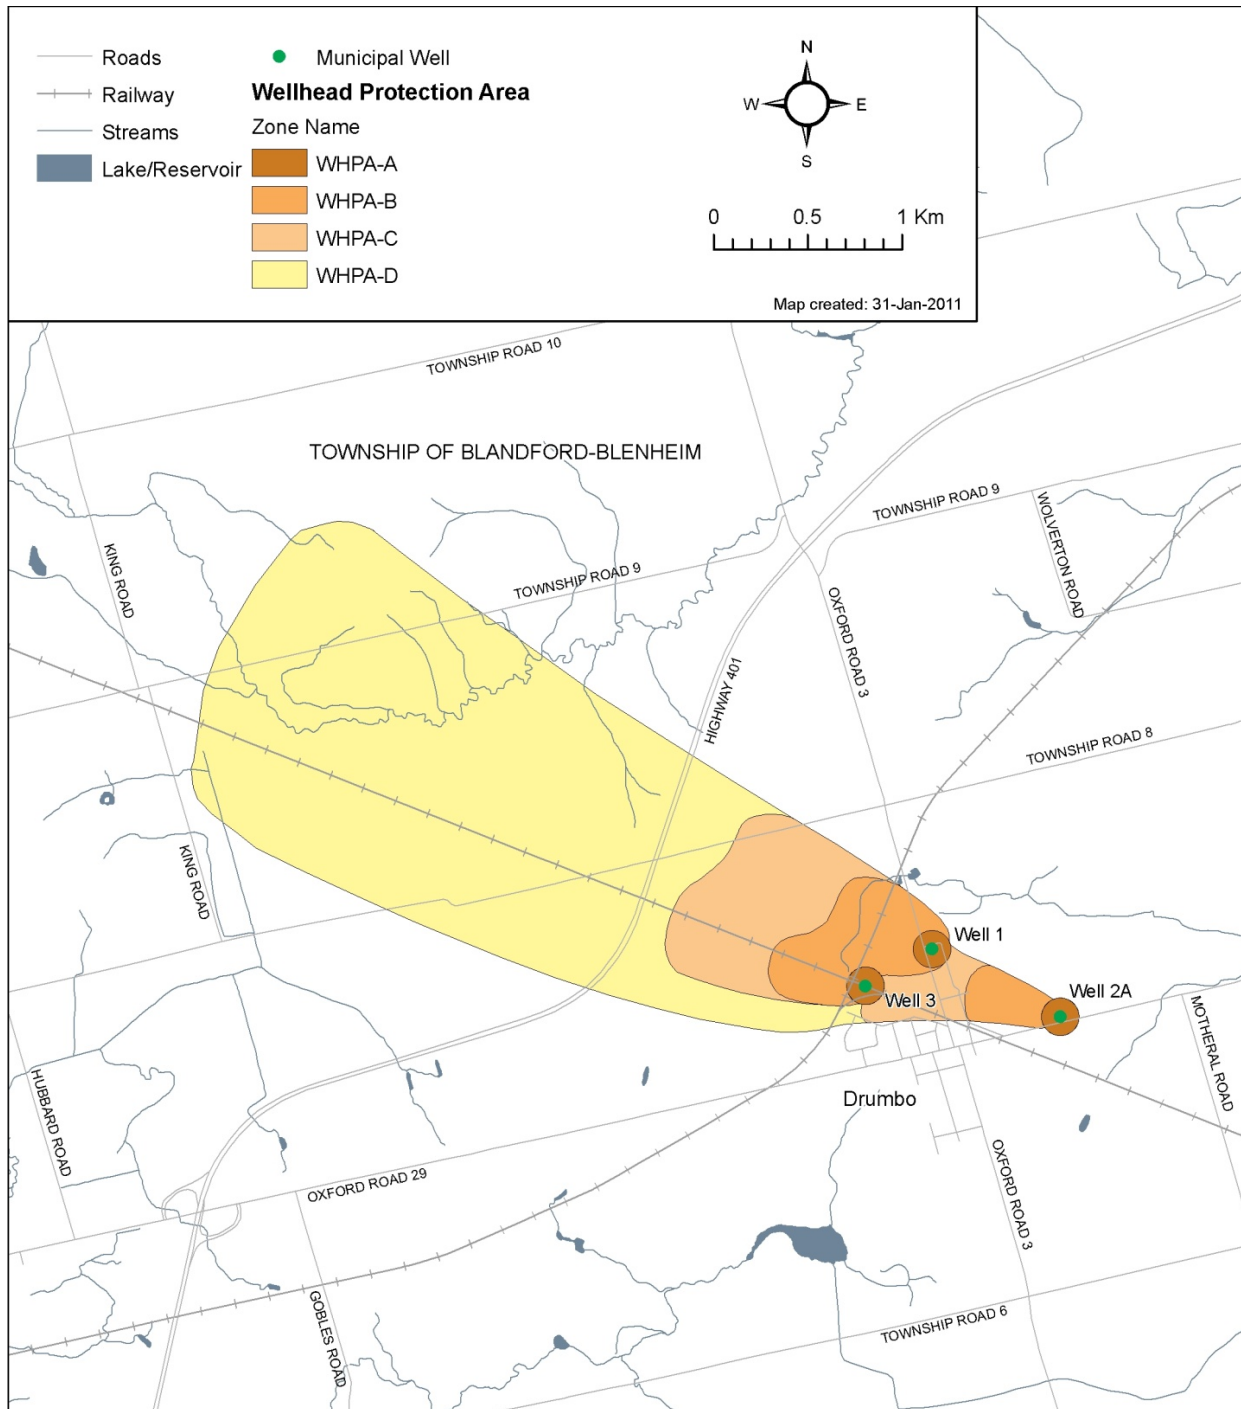 Roads
Railway
Streams
Lake/Reservoir
Municipal Well
Wellhead Protection Area
Zone Name
WHPA-A
WHPA-B
WHPA-C
WHPA-D
N
W E
S
0 0.5 1 Km
Map created: 31-Jan-2011
TOWNSHIP ROAD 10
TOWNSHIP OF BLANDFORD-BLENHEIM
TOWNSHIP ROAD 9
WOLVERTON ROAD
KING ROAD
TOWNSHIP ROAD 9
OXFORD ROAD 3
HIGHWAY 401
TOWNSHIP ROAD 8
KING ROAD
Well 1
Well 3
Well 2A
MOTHERAL ROAD
HUBBARD ROAD
Drumbo
OXFORD ROAD 29
OXFORD ROAD 3
GOBLES ROAD
TOWNSHIP ROAD 6